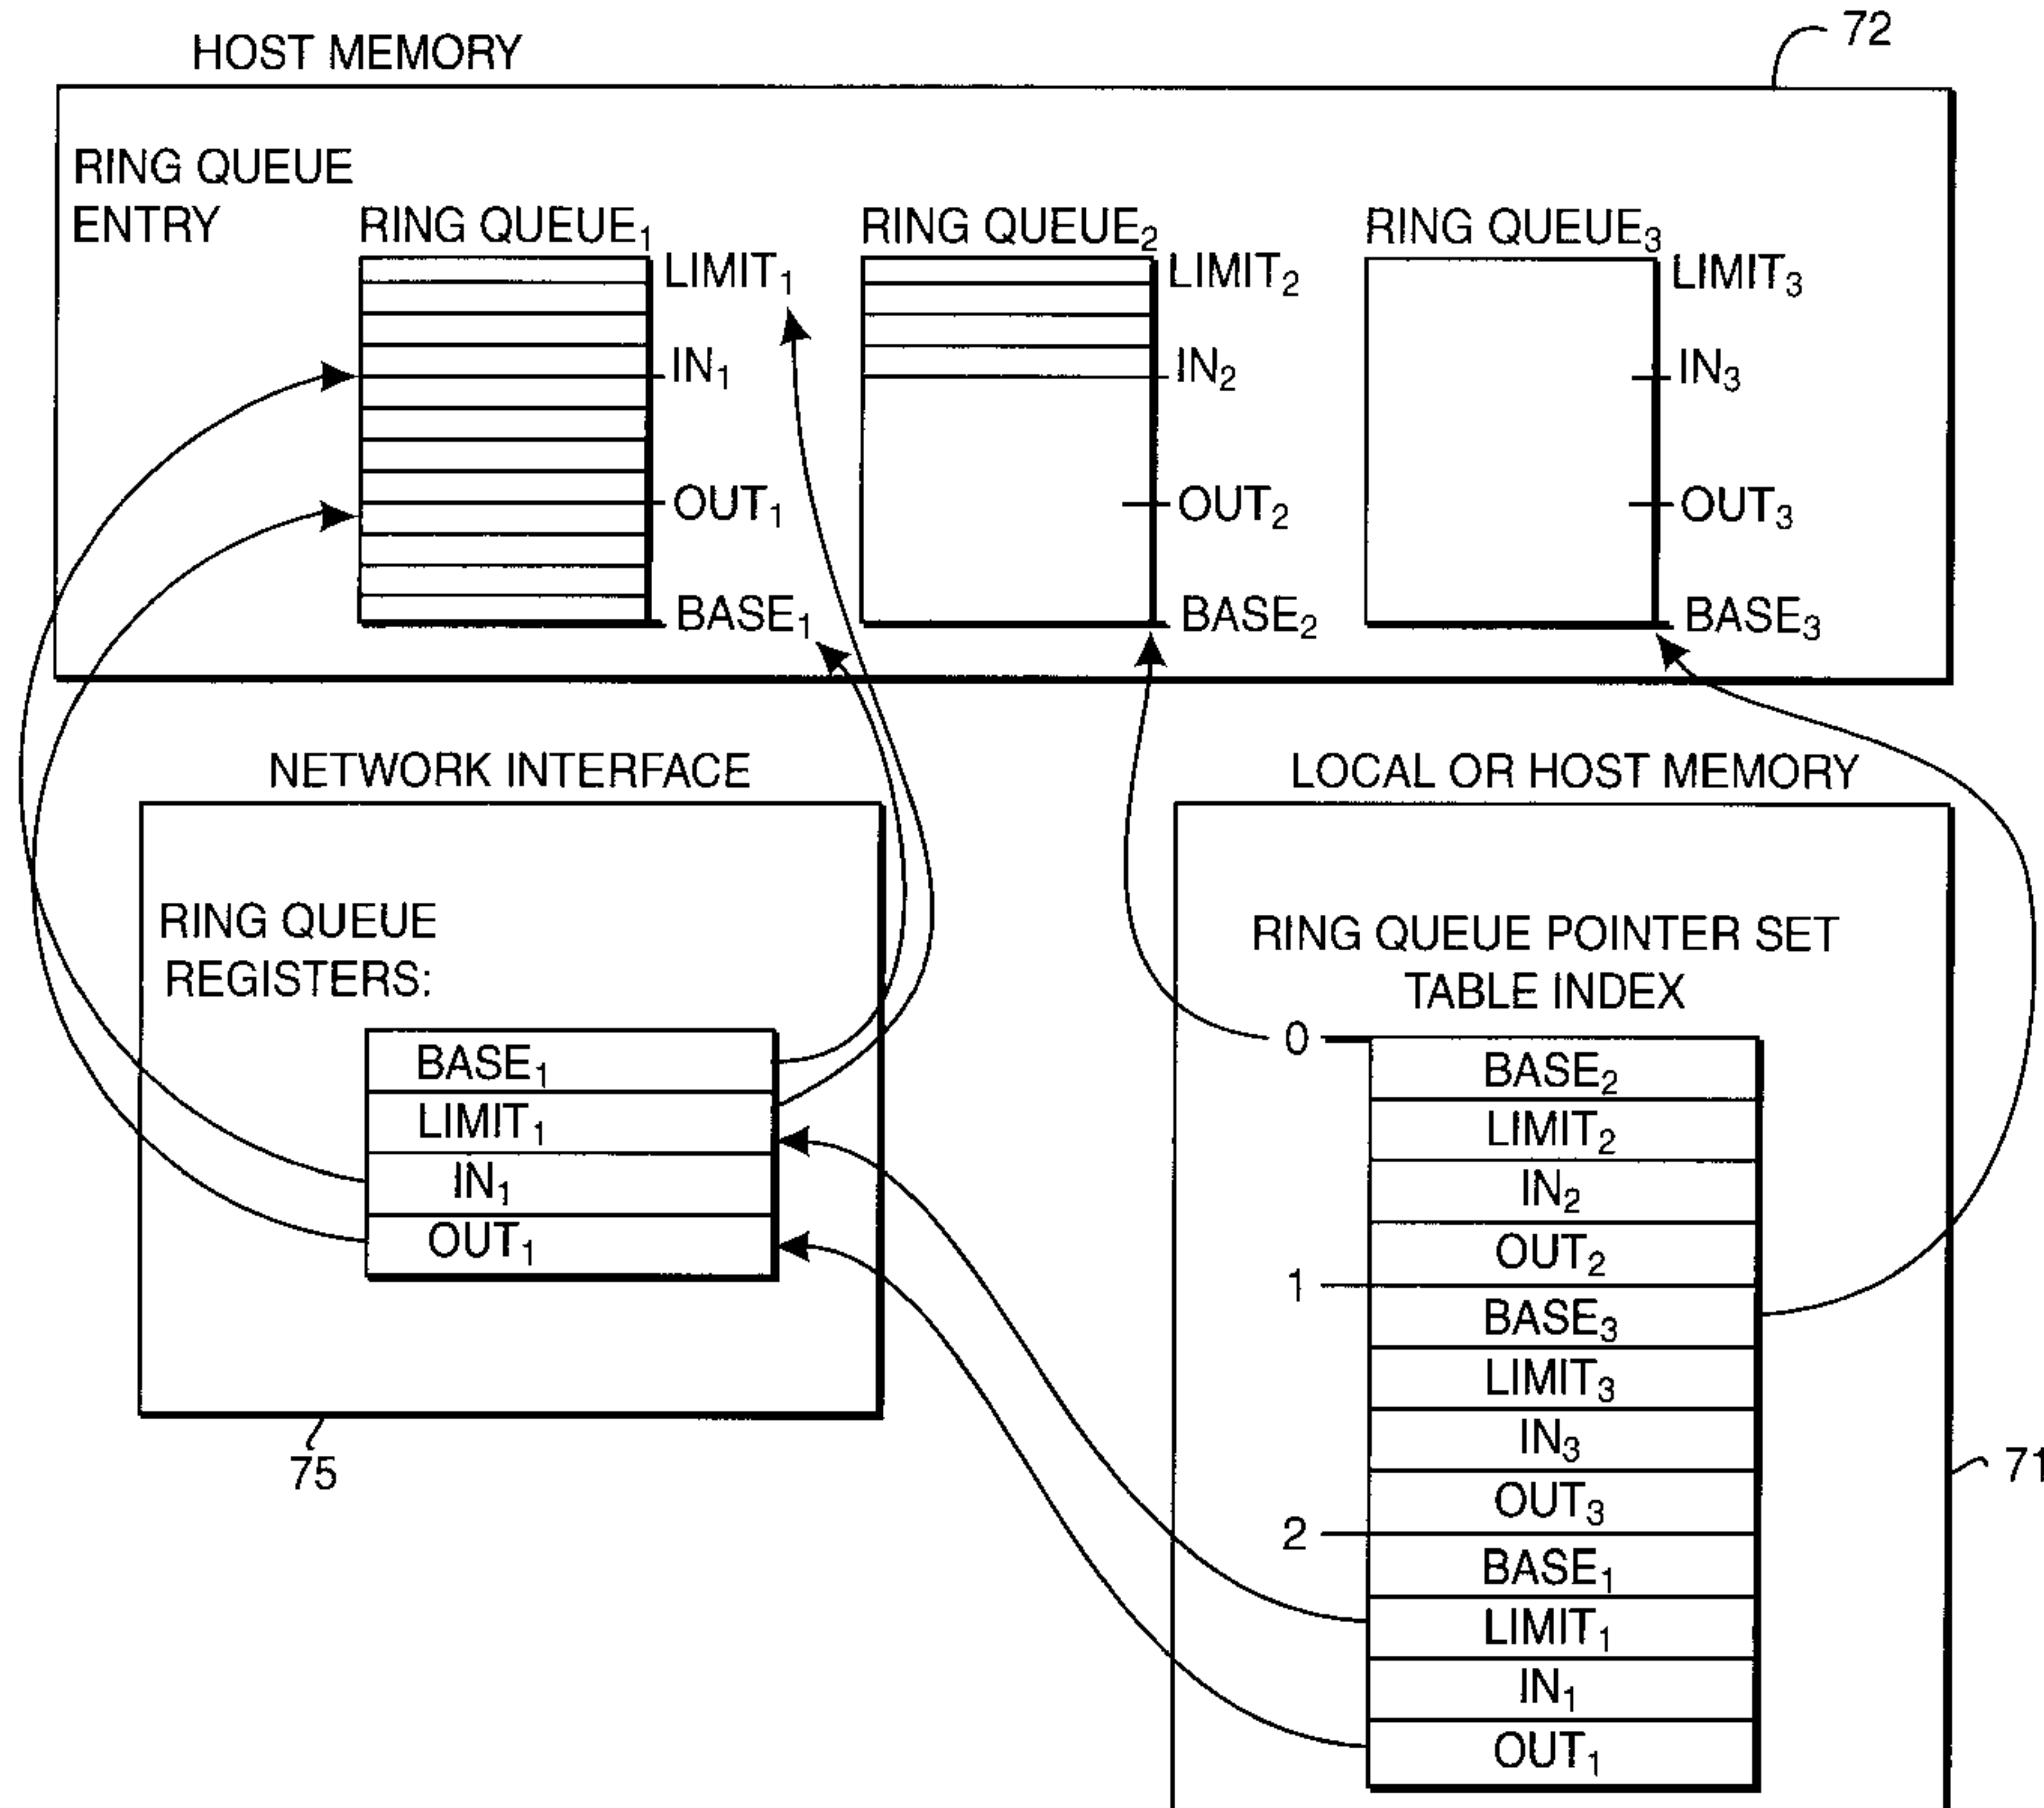 HOST MEMORY
72
RING QUEUE
ENTRY
RING QUEUE₁
LIMIT₁
IN₁
OUT₁
BASE₁
RING QUEUE₂
LIMIT₂
IN₂
OUT₂
BASE₂
RING QUEUE₃
LIMIT₃
IN₃
OUT₃
BASE₃
NETWORK INTERFACE
RING QUEUE
REGISTERS:
BASE₁
LIMIT₁
IN₁
OUT₁
75
LOCAL OR HOST MEMORY
RING QUEUE POINTER SET
TABLE INDEX
0
BASE₂
LIMIT₂
IN₂
OUT₂
1
BASE₃
LIMIT₃
IN₃
OUT₃
2
BASE₁
LIMIT₁
IN₁
OUT₁
71